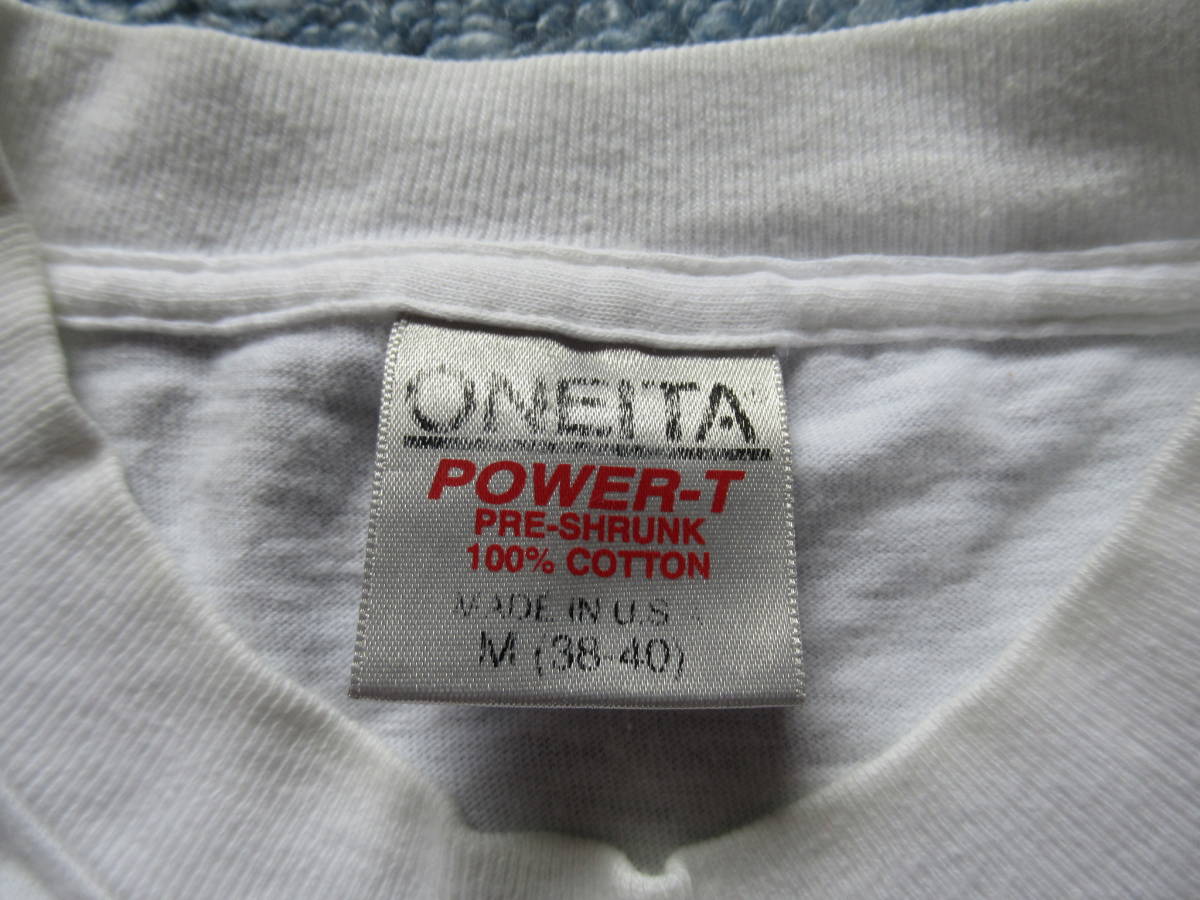 ONEITA
POWER-T
PRE-SHRUNK
100% COTTON
MADE IN U.S.
M (38-40)